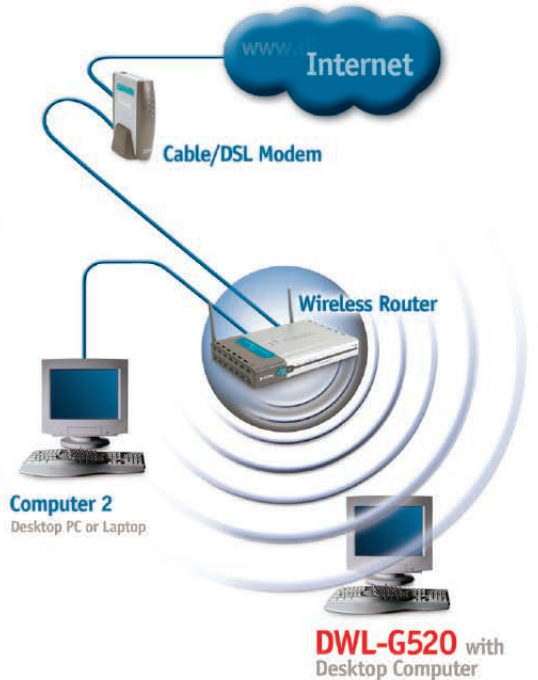 www.d
Internet
Cable/DSL Modem
Wireless Router
Computer 2
Desktop PC or Laptop
DWL-G520 with
Desktop Computer